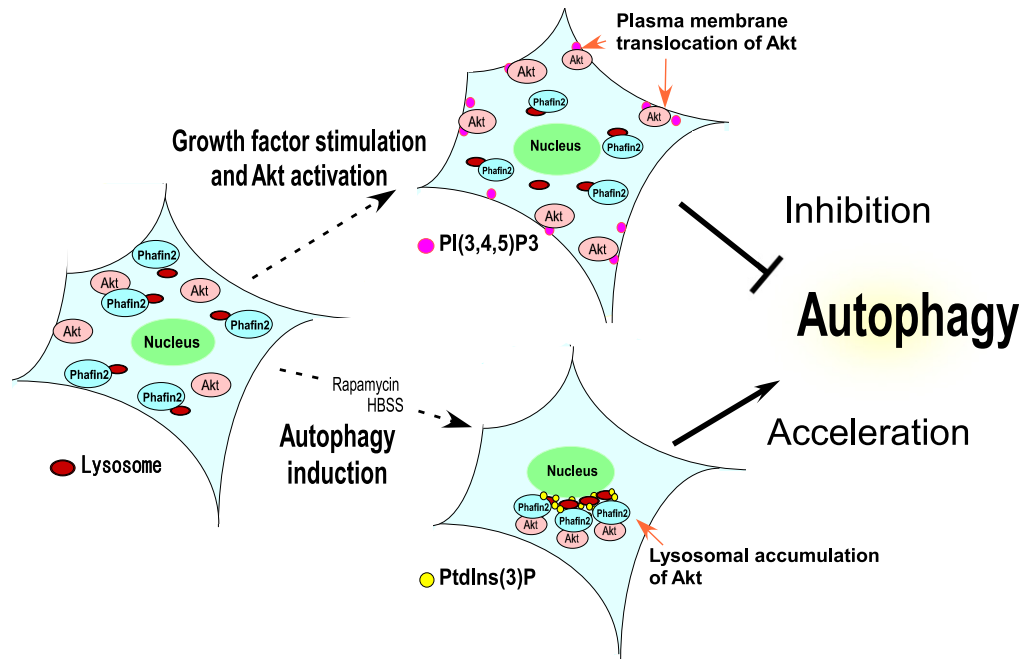 Plasma membrane
translocation of Akt
Akt
Akt
Phafin2
Akt
Akt
Growth factor stimulation
and Akt activation
Nucleus
Phafin2
Phafin2
Phafin2
Akt
Akt
PI(3,4,5)P3
Inhibition
Autophagy
Acceleration
Phafin2
Akt
Akt
Phafin2
Phafin2
Akt
Nucleus
Phafin2
Akt
Phafin2
Lysosome
Rapamycin
HBSS
Autophagy
induction
Nucleus
Phafin2
Phafin2
Phafin2
Akt
Akt
Akt
Lysosomal accumulation
of Akt
PtdIns(3)P